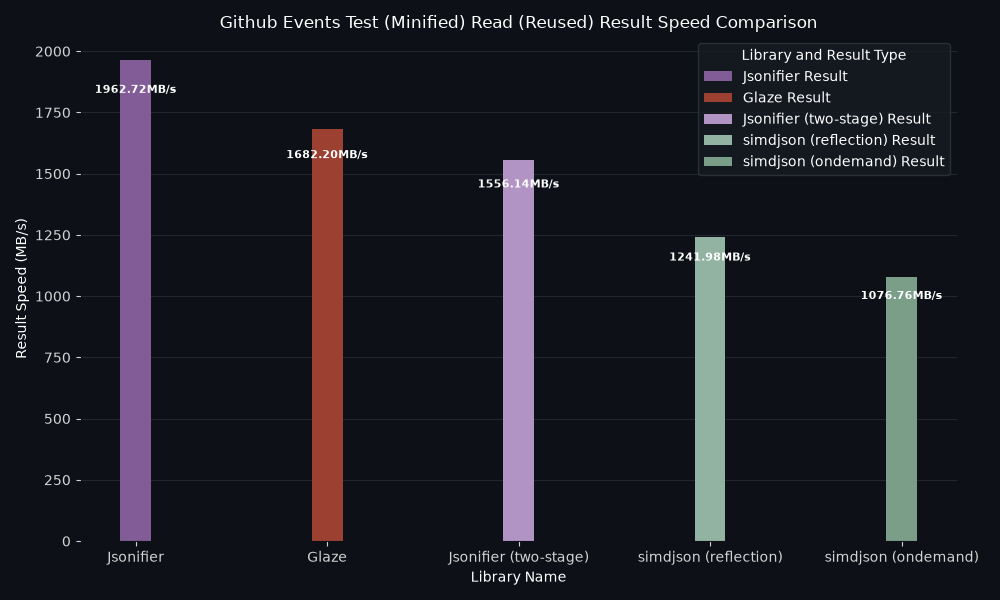 Github Events Test (Minified) Read (Reused) Result Speed Comparison
Library and Result Type
Jsonifier Result
Glaze Result
Jsonifier (two-stage) Result
simdjson (reflection) Result
simdjson (ondemand) Result
Result Speed (MB/s)
2000
1750
1500
1250
1000
750
500
250
0
1962.72MB/s
1682.20MB/s
1556.14MB/s
1241.98MB/s
1076.76MB/s
Jsonifier
Glaze
Jsonifier (two-stage)
simdjson (reflection)
simdjson (ondemand)
Library Name